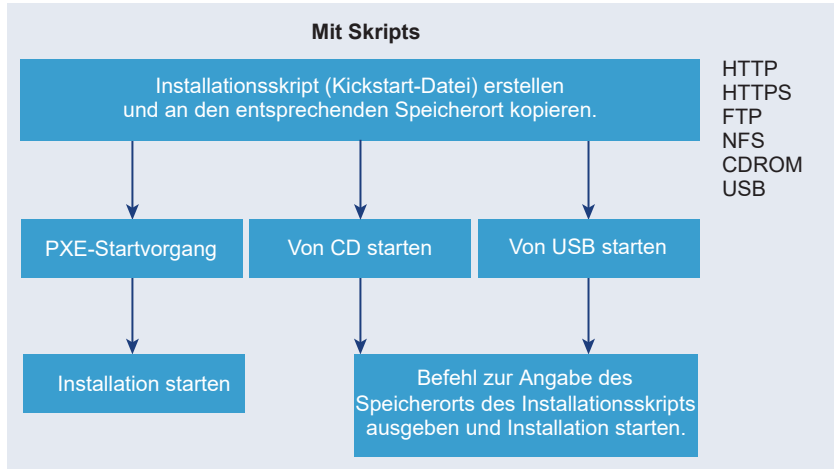 Mit Skripts
Installationsskript (Kickstart-Datei) erstellen
und an den entsprechenden Speicherort kopieren.
HTTP
HTTPS
FTP
NFS
CDROM
USB
PXE-Startvorgang
Von CD starten
Von USB starten
Installation starten
Befehl zur Angabe des
Speicherorts des Installationsskripts
ausgeben und Installation starten.